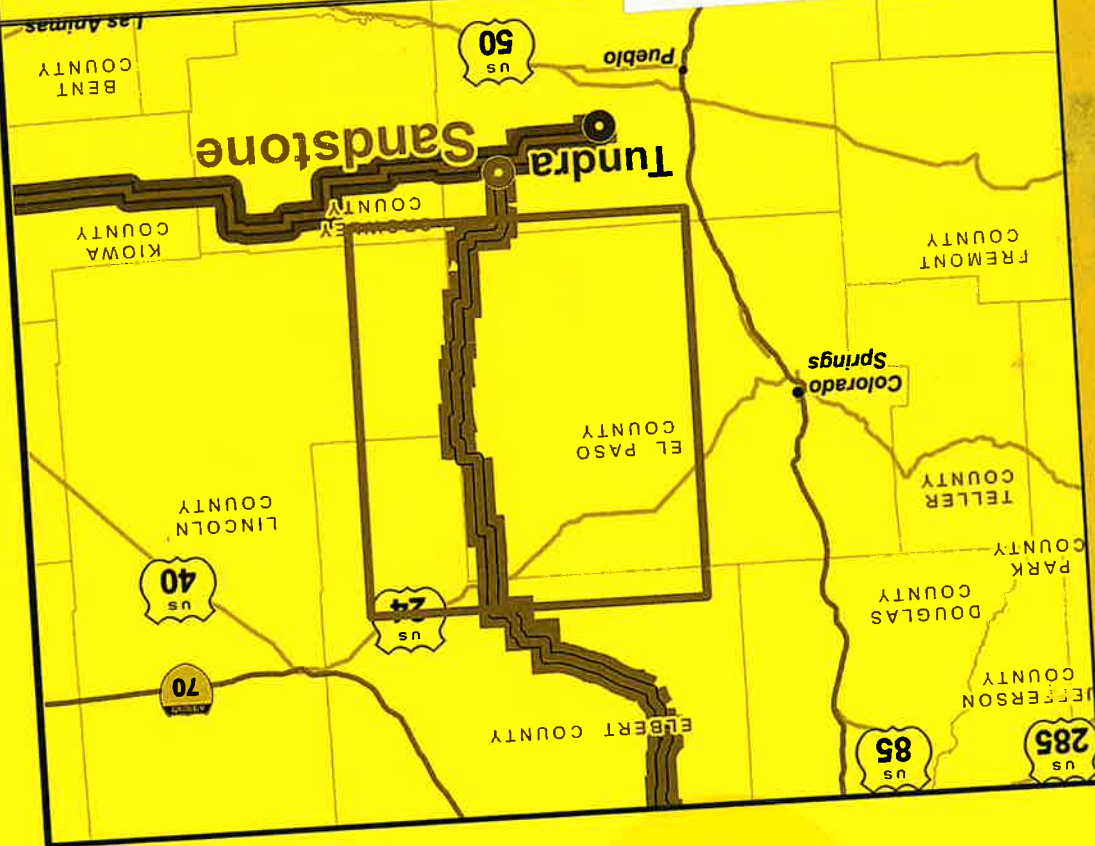 US
285
US
85
JEFFERSON
COUNTY
ELBERT COUNTY
70
DOUGLAS
COUNTY
PARK
COUNTY
US
24
US
40
TELLER
COUNTY
LINCOLN
COUNTY
EL PASO
COUNTY
Colorado
Springs
FREMONT
COUNTY
KIOWA
COUNTY
COUNTY
Tundra
Sandstone
Pueblo
US
50
BENT
COUNTY
Las Animas